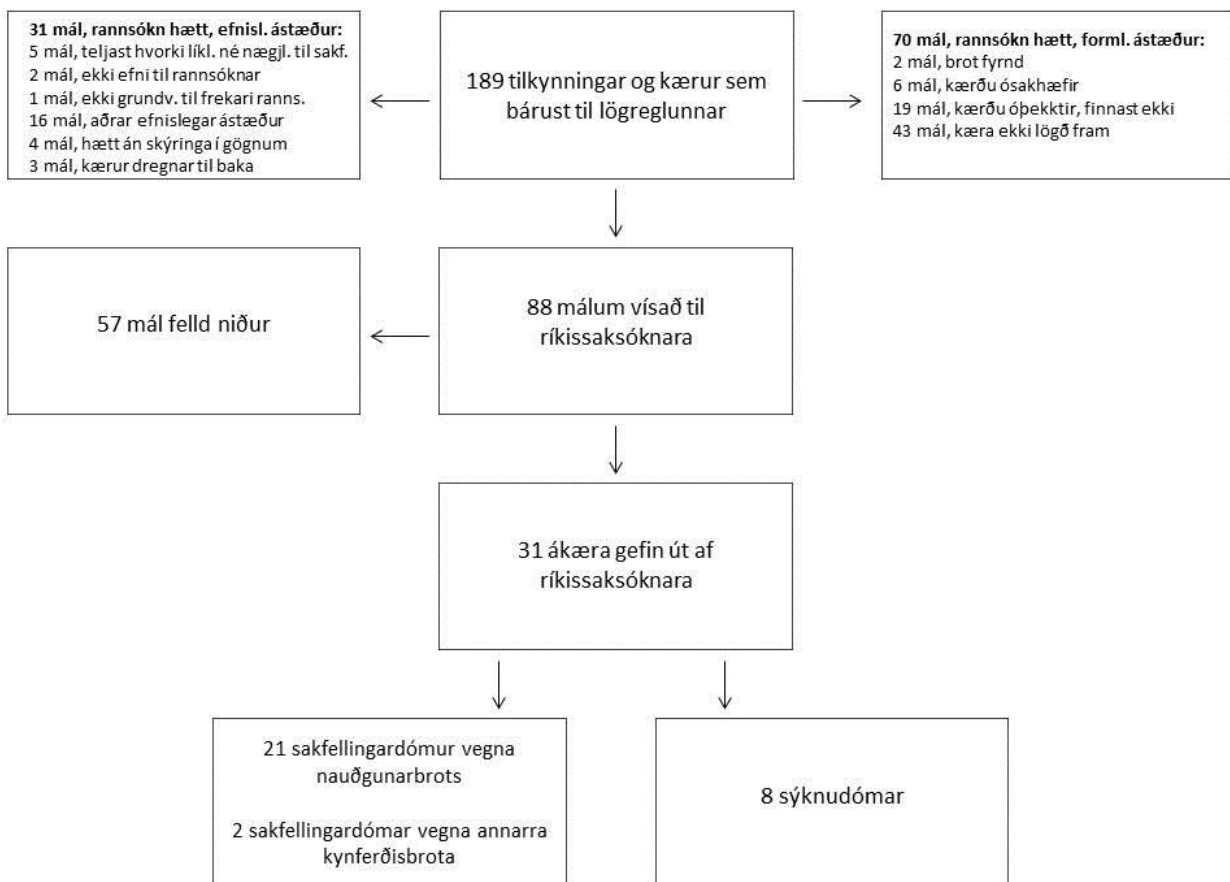 31 mál, rannsókn hætt, efnisl. ástæður:
5 mál, teljast hvorki líkl. né nægjl. til sakf.
2 mál, ekki efni til rannsóknar
1 mál, ekki grundv. til frekari ranns.
16 mál, aðrar efnislegar ástæður
4 mál, hætt án skýringa í gögnum
3 mál, kærur dregnar til baka
189 tilkynningar og kærur sem
bárust til lögreglunnar
70 mál, rannsókn hætt, forml. ástæður:
2 mál, brot fyrnd
6 mál, kærðu ósakhæfir
19 mál, kærðu óþekktir, finnast ekki
43 mál, kæra ekki lögð fram
57 mál felld niður
88 málum vísað til
ríkissaksóknara
31 ákæra gefin út af
ríkissaksóknara
21 sakfellingardómur vegna
nauðgunarbrots
2 sakfellingardómar vegna annarra
kynferðisbrota
8 sýknudómar